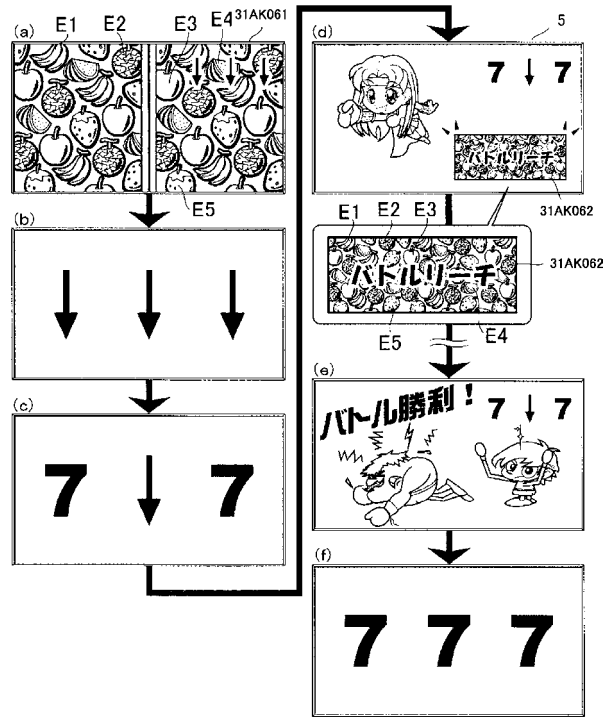 (a)
E1
E2
E3
E4
31AK061
E5
(b)
(c)
7
7
(d)
5
7
7
バトルリーチ
31AK062
E1
E2
E3
バトルリーチ
31AK062
E5
E4
(e)
バトル勝利!
7
7
(f)
7 7 7